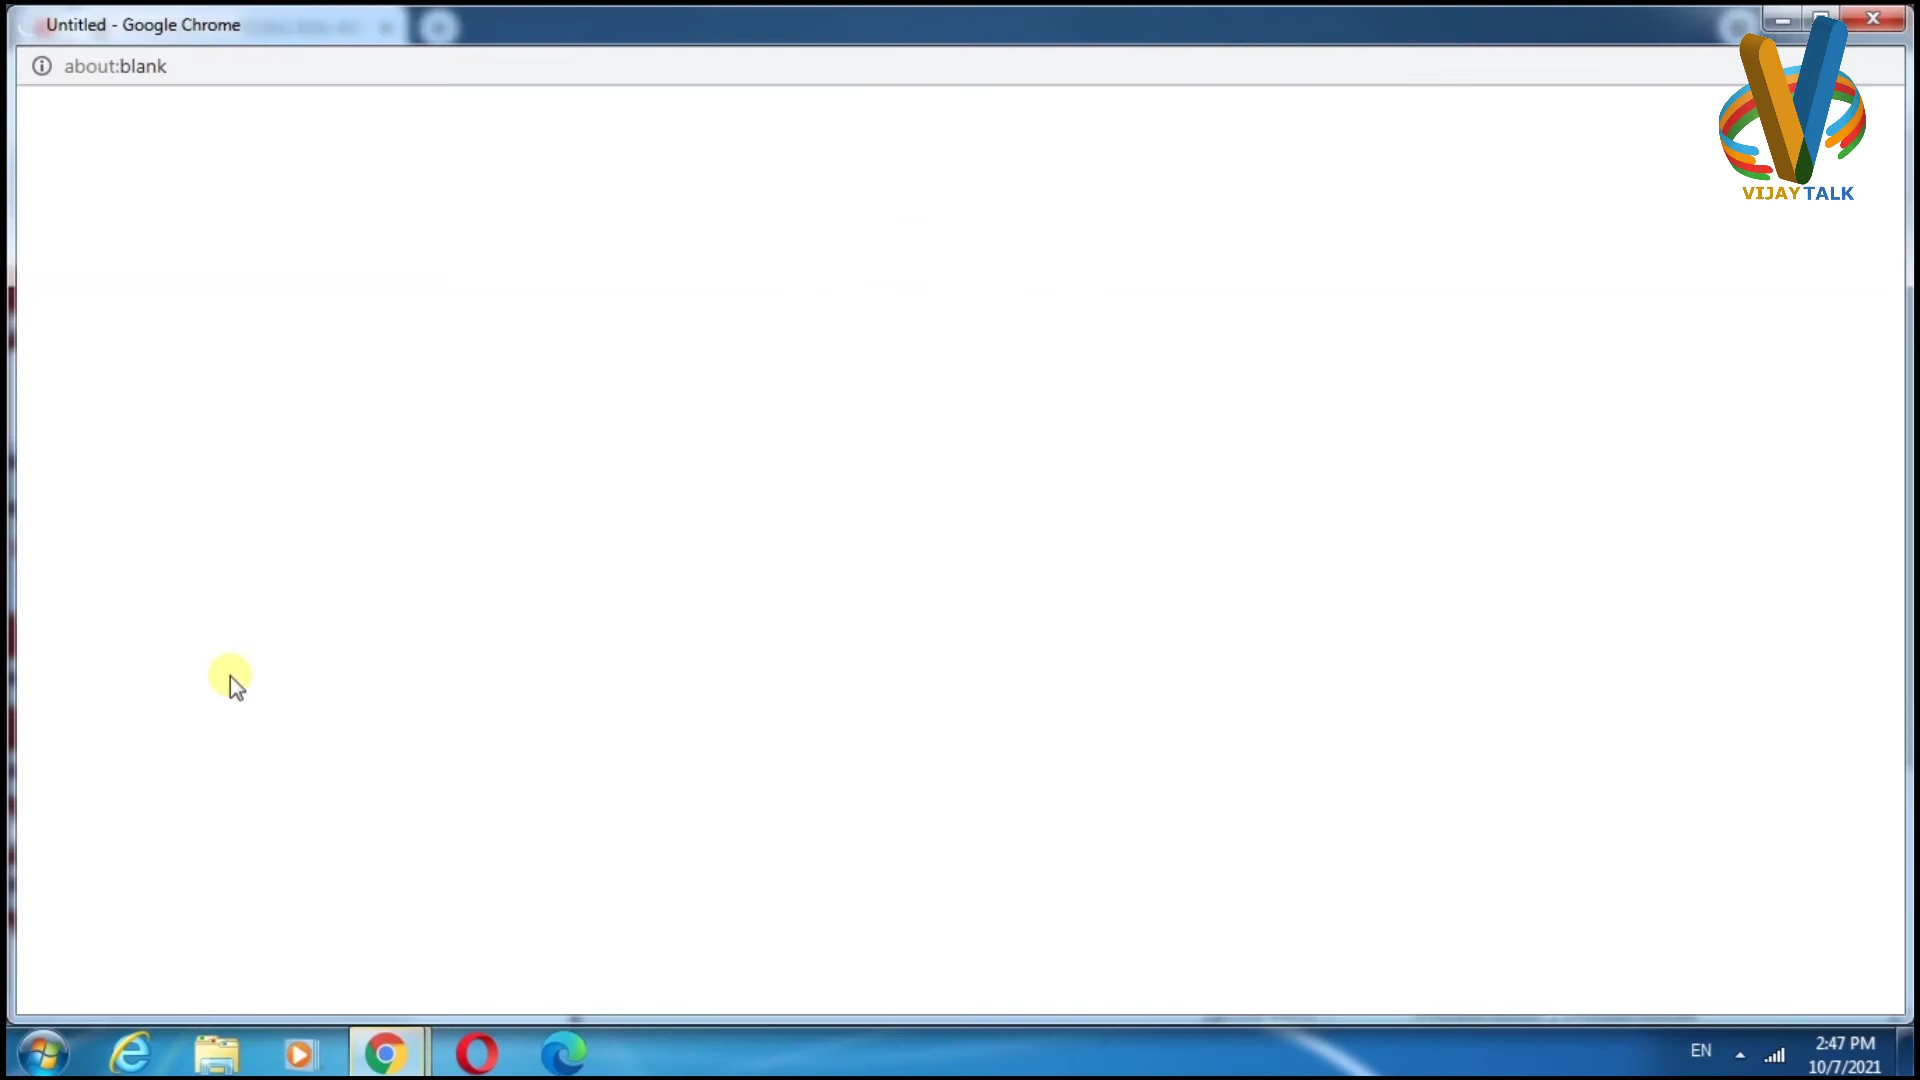 Untitled - Google Chrome
about:blank
VIJAY TALK
EN
2:47 PM
10/7/2021